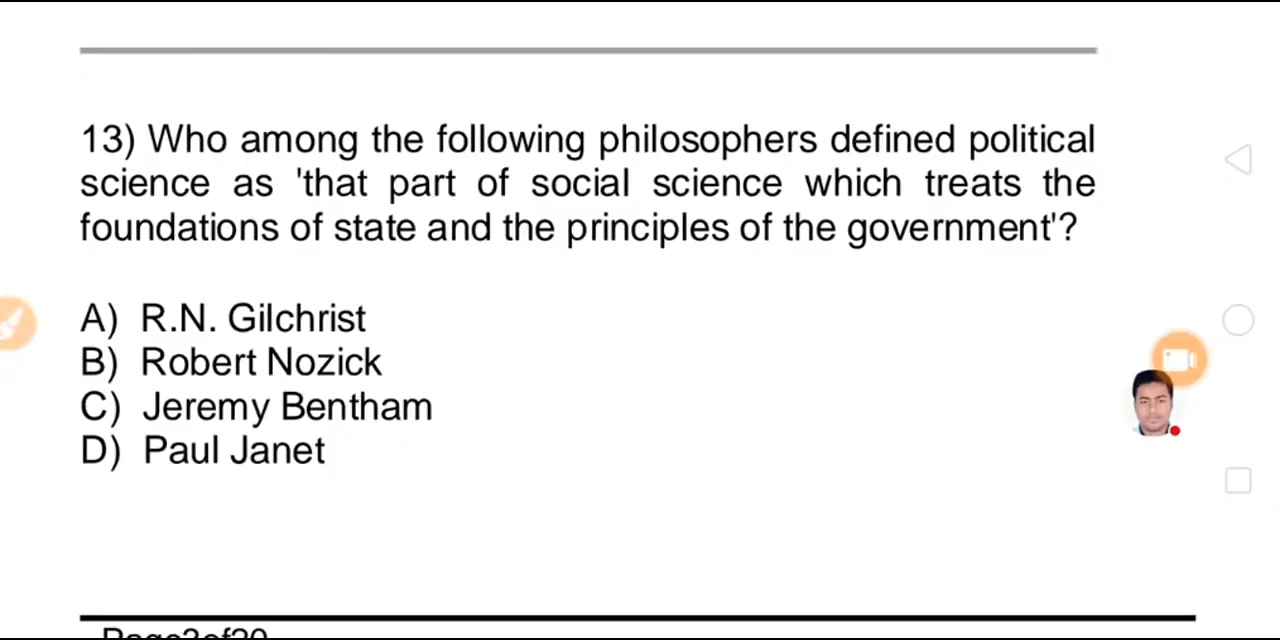 13) Who among the following philosophers defined political
science as 'that part of social science which treats the
foundations of state and the principles of the government'?
A) R.N. Gilchrist
B) Robert Nozick
C) Jeremy Bentham
D) Paul Janet